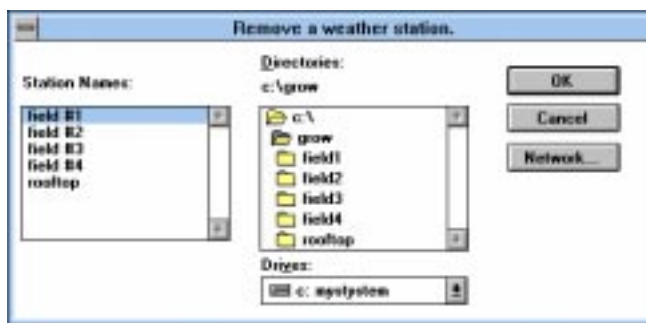 Remove a weather station.
Station Names:
field #1
field #2
field #3
field #4
rooftop
Directories:
c:\grow
c:\
grow
field1
field2
field3
field4
rooftop
Drives:
c: mystystem
OK
Cancel
Network...